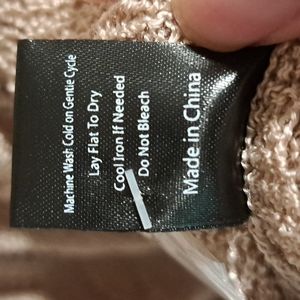 Machine Wash Cold on Gentle Cycle
Lay Flat To Dry
Cool Iron If Needed
Do Not Bleach
Made in China